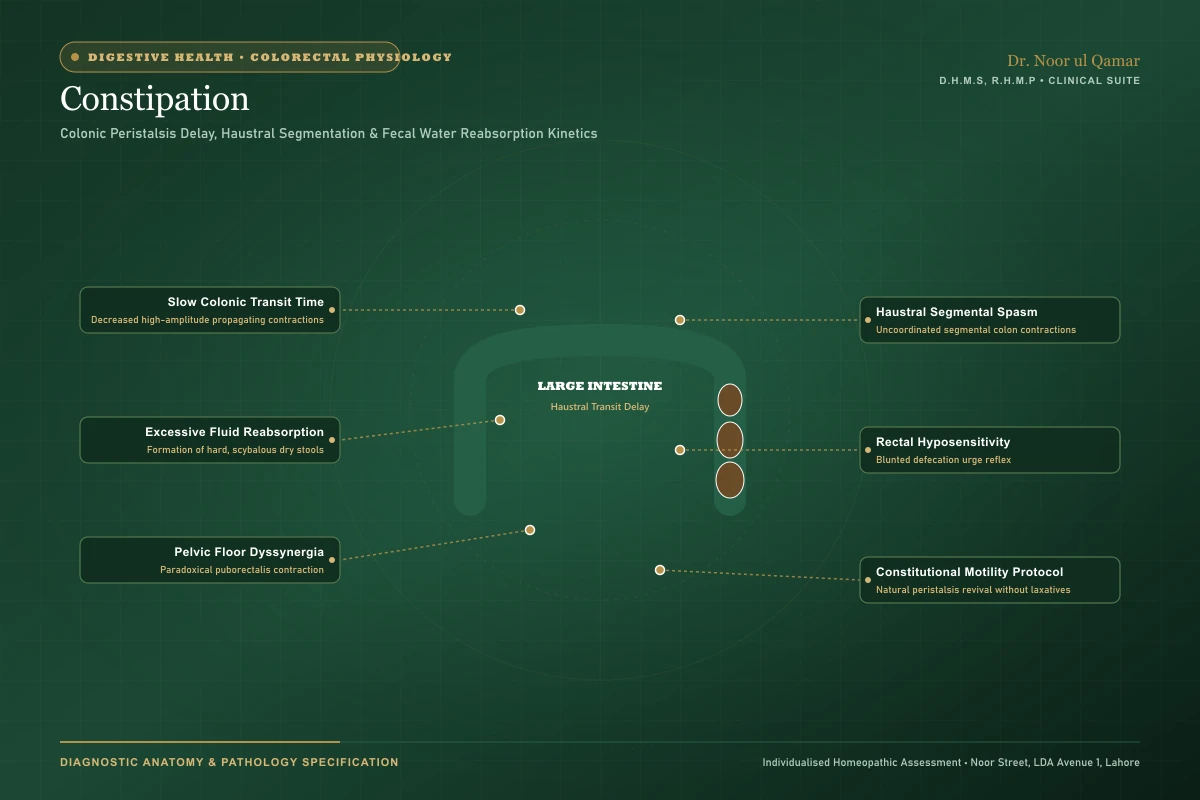 DIGESTIVE HEALTH • COLORECTAL PHYSIOLOGY
Constipation
Colonic Peristalsis Delay, Haustral Segmentation & Fecal Water Reabsorption Kinetics
Dr. Noor ul Qamar
D.H.M.S, R.H.M.P • CLINICAL SUITE
Slow Colonic Transit Time
Decreased high-amplitude propagating contractions
Excessive Fluid Reabsorption
Formation of hard, scybalous dry stools
Pelvic Floor Dyssynergia
Paradoxical puborectalis contraction
LARGE INTESTINE
Haustral Transit Delay
Haustral Segmental Spasm
Uncoordinated segmental colon contractions
Rectal Hyposensitivity
Blunted defecation urge reflex
Constitutional Motility Protocol
Natural peristalsis revival without laxatives
DIAGNOSTIC ANATOMY & PATHOLOGY SPECIFICATION
Individualised Homeopathic Assessment • Noor Street, LDA Avenue 1, Lahore